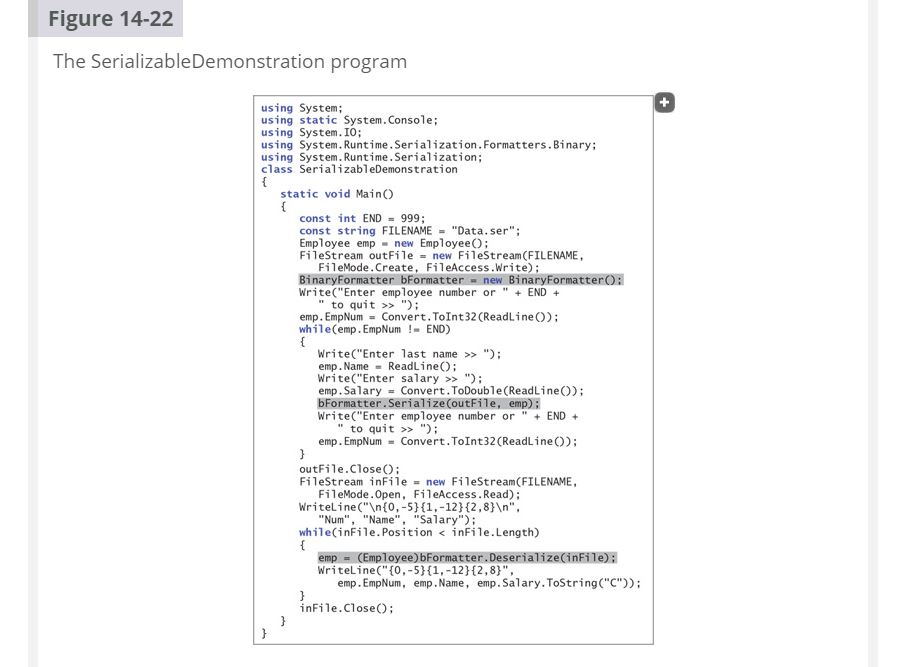 Figure 14-22
The SerializableDemonstration program
+
using System;
using static System.Console;
using System.IO;
using System.Runtime.Serialization.Formatters.Binary;
using System.Runtime.Serialization;
class SerializableDemonstration
{
static void Main()
{
const int END = 999;
const string FILENAME = "Data.ser";
Employee emp = new Employee();
FileStream outFile = new FileStream(FILENAME,
FileMode.Create, FileAccess.Write);
BinaryFormatter bFormatter = new BinaryFormatter();
Write("Enter employee number or " + END +
" to quit >> ");
emp.EmpNum = Convert.ToInt32(ReadLine());
while(emp.EmpNum != END)
{
Write("Enter last name >> ");
emp.Name = ReadLine();
Write("Enter salary >> ");
emp.Salary = Convert.ToDouble(ReadLine());
bFormatter.Serialize(outFile, emp);
Write("Enter employee number or " + END +
" to quit >> ");
emp.EmpNum = Convert.ToInt32(ReadLine());
}
outFile.Close();
FileStream inFile = new FileStream(FILENAME,
FileMode.Open, FileAccess.Read);
WriteLine("\n{0,-5}{1,-12}{2,8}\n",
"Num", "Name", "Salary");
while(inFile.Position < inFile.Length)
{
emp = (Employee)bFormatter.Deserialize(inFile);
WriteLine("{0,-5}{1,-12}{2,8}",
emp.EmpNum, emp.Name, emp.Salary.ToString("C"));
}
inFile.Close();
}
}